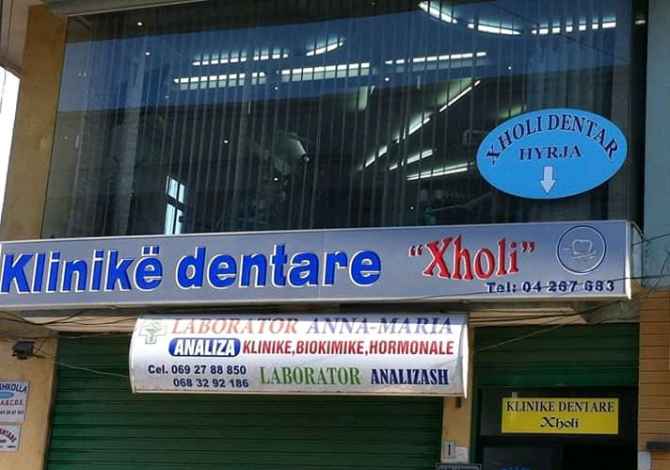 XHOLI DENTAR
HYRJA
Klinikë dentare "Xholi"
Tel: 04 267 683
LABORATOR ANNA-MARIA
ANALIZA KLINIKE,BIOKIMIKE,HORMONALE
Cel. 069 27 88 850
068 32 92 186
LABORATOR ANALIZASH
KLINIKE DENTARE
Xholi
1